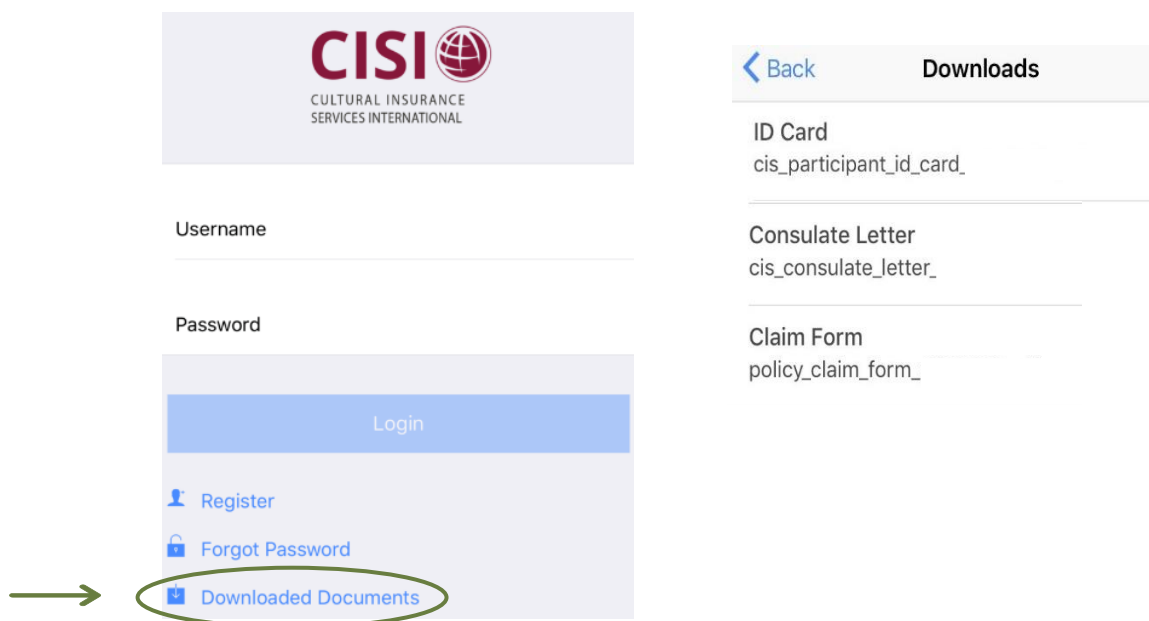 CISI
CULTURAL INSURANCE
SERVICES INTERNATIONAL
Username
Password
Login
Register
Forgot Password
Downloaded Documents
Back
Downloads
ID Card
cis_participant_id_card_
Consulate Letter
cis_consulate_letter_
Claim Form
policy_claim_form_